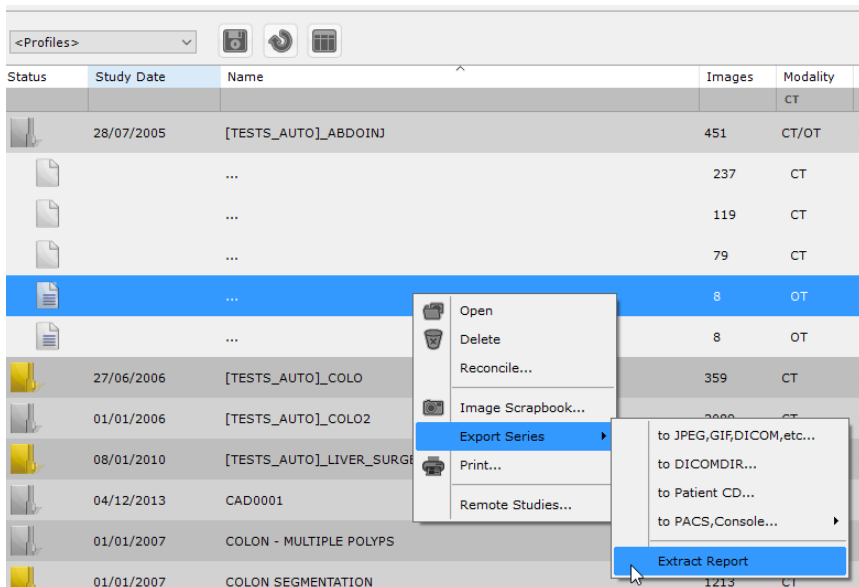 <Profiles>
Status Study Date Name Images Modality
CT
28/07/2005 [TESTS_AUTO]_ABDOINJ 451 CT/OT
... 237 CT
... 119 CT
... 79 CT
... 8 OT
... 8 OT
Open
Delete
Reconcile...
Image Scrapbook...
Export Series
Print...
Remote Studies...
27/06/2006 [TESTS_AUTO]_COLO 359 CT
01/01/2006 [TESTS_AUTO]_COLO2
08/01/2010 [TESTS_AUTO]_LIVER_SURGE
04/12/2013 CAD0001
01/01/2007 COLON - MULTIPLE POLYPS
01/01/2007 COLON SEGMENTATION 1213 CT
to JPEG,GIF,DICOM,etc...
to DICOMDIR...
to Patient CD...
to PACS,Console...
Extract Report